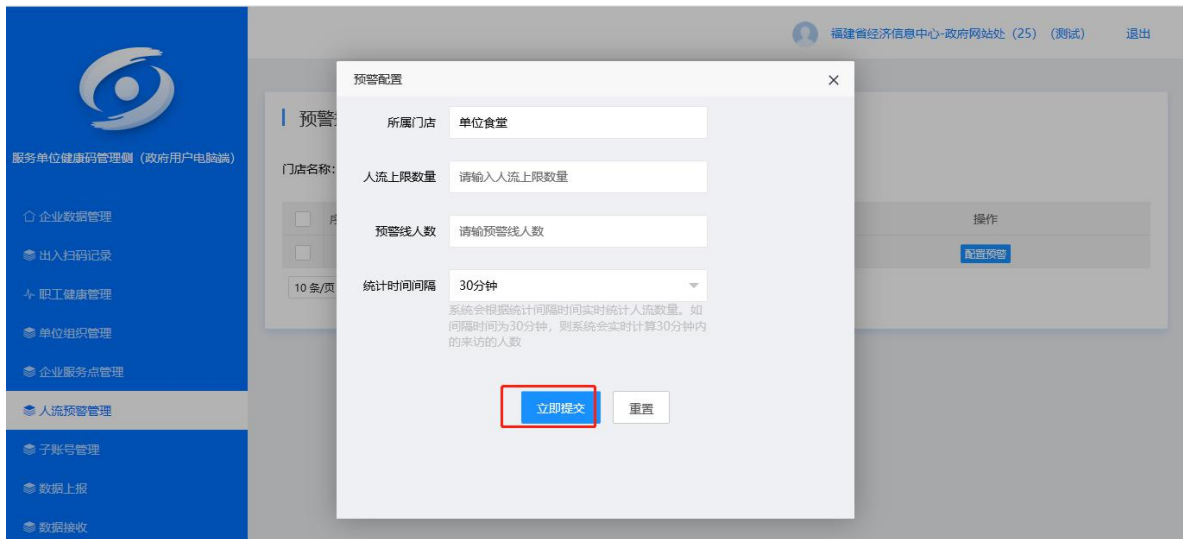 福建省经济信息中心-政府网站处（25）（测试） 退出
服务单位健康码管理侧（政府用户电脑端）
企业数据管理
出入扫码记录
职工健康管理
单位组织管理
企业服务点管理
人流预警管理
子账号管理
数据上报
数据接收
预警
门店名称:
操作
配置预警
10 条/页
预警配置
所属门店 单位食堂
人流上限数量 请输入人流上限数量
预警线人数 请输预警线人数
统计时间间隔 30分钟
系统会根据统计间隔时间实时统计人流数量。如
间隔时间为30分钟，则系统会实时计算30分钟内
的来访的人数
立即提交 重置